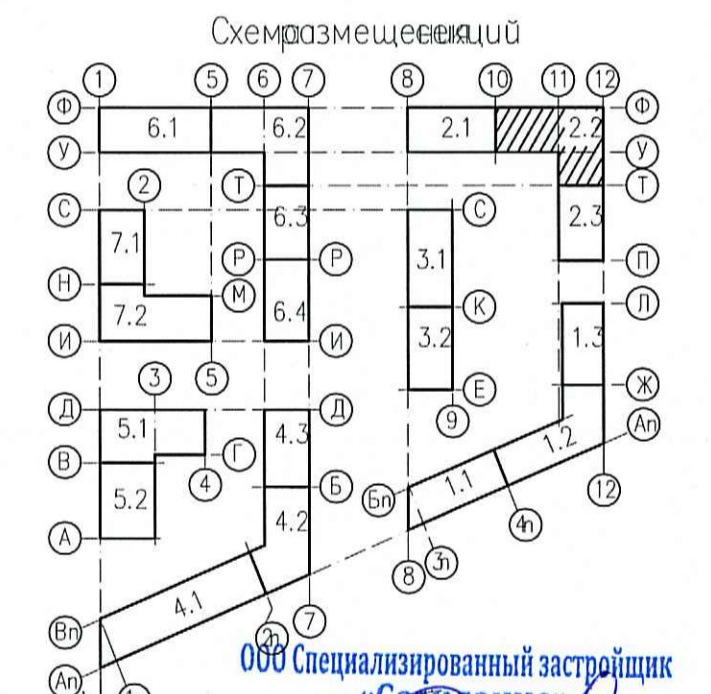 Схема размещения секций
1 5 6 7 8 10 11 12
Ф 6.1 6.2 2.1 2.2 Ф
У У
2 Т Т
С 7.1 6.3 3.1 С 2.3
Р Р П
Н М К Л
7.2 6.4 3.2 1.3
И И
3 5 Е Ж
Д 5.1 4.3 Д 9 1.2 Ап
В Г
4 Б Бп 1.1
5.2 4.2 4п 12
А 3п
8
4.1 7
Вп 2п
ООО Специализированный застройщик
Ап